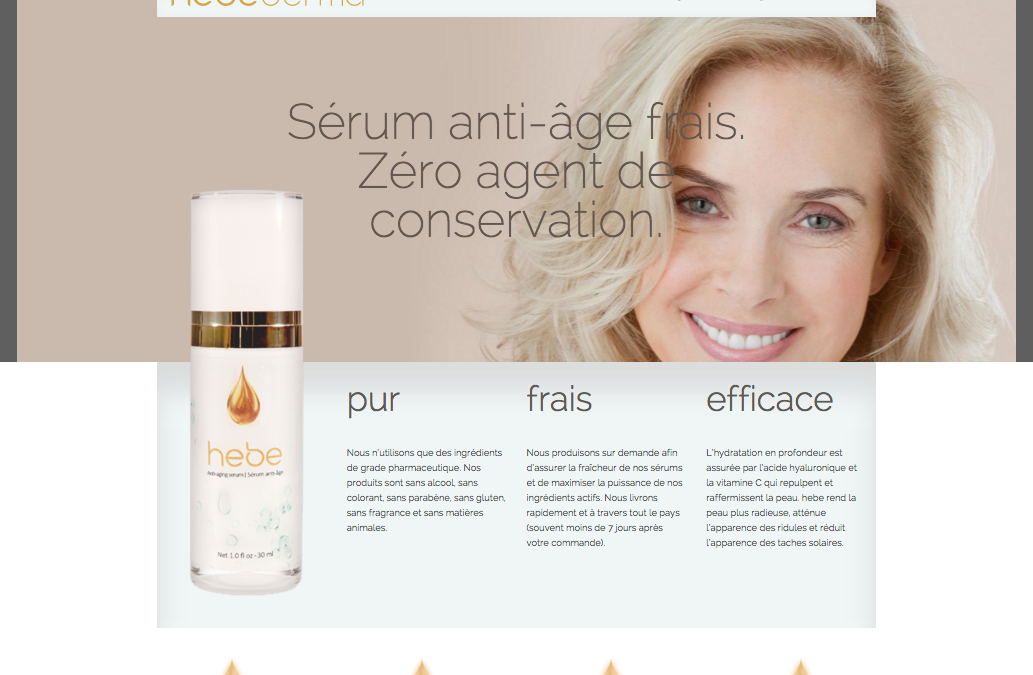 Sérum anti-âge frais.
Zéro agent de
conservation.
hebe
Anti-aging serum | Sérum anti-âge
Net 1.0 fl oz - 30 ml
pur
Nous n'utilisons que des ingrédients
de grade pharmaceutique. Nos
produits sont sans alcool, sans
colorant, sans parabène, sans gluten,
sans fragrance et sans matières
animales.
frais
Nous produisons sur demande afin
d'assurer la fraîcheur de nos sérums
et de maximiser la puissance de nos
ingrédients actifs. Nous livrons
rapidement et à travers tout le pays
(souvent moins de 7 jours après
votre commande).
efficace
L'hydratation en profondeur est
assurée par l'acide hyaluronique et
la vitamine C qui repulpent et
raffermissent la peau. hebe rend la
peau plus radieuse, atténue
l'apparence des ridules et réduit
l'apparence des taches solaires.